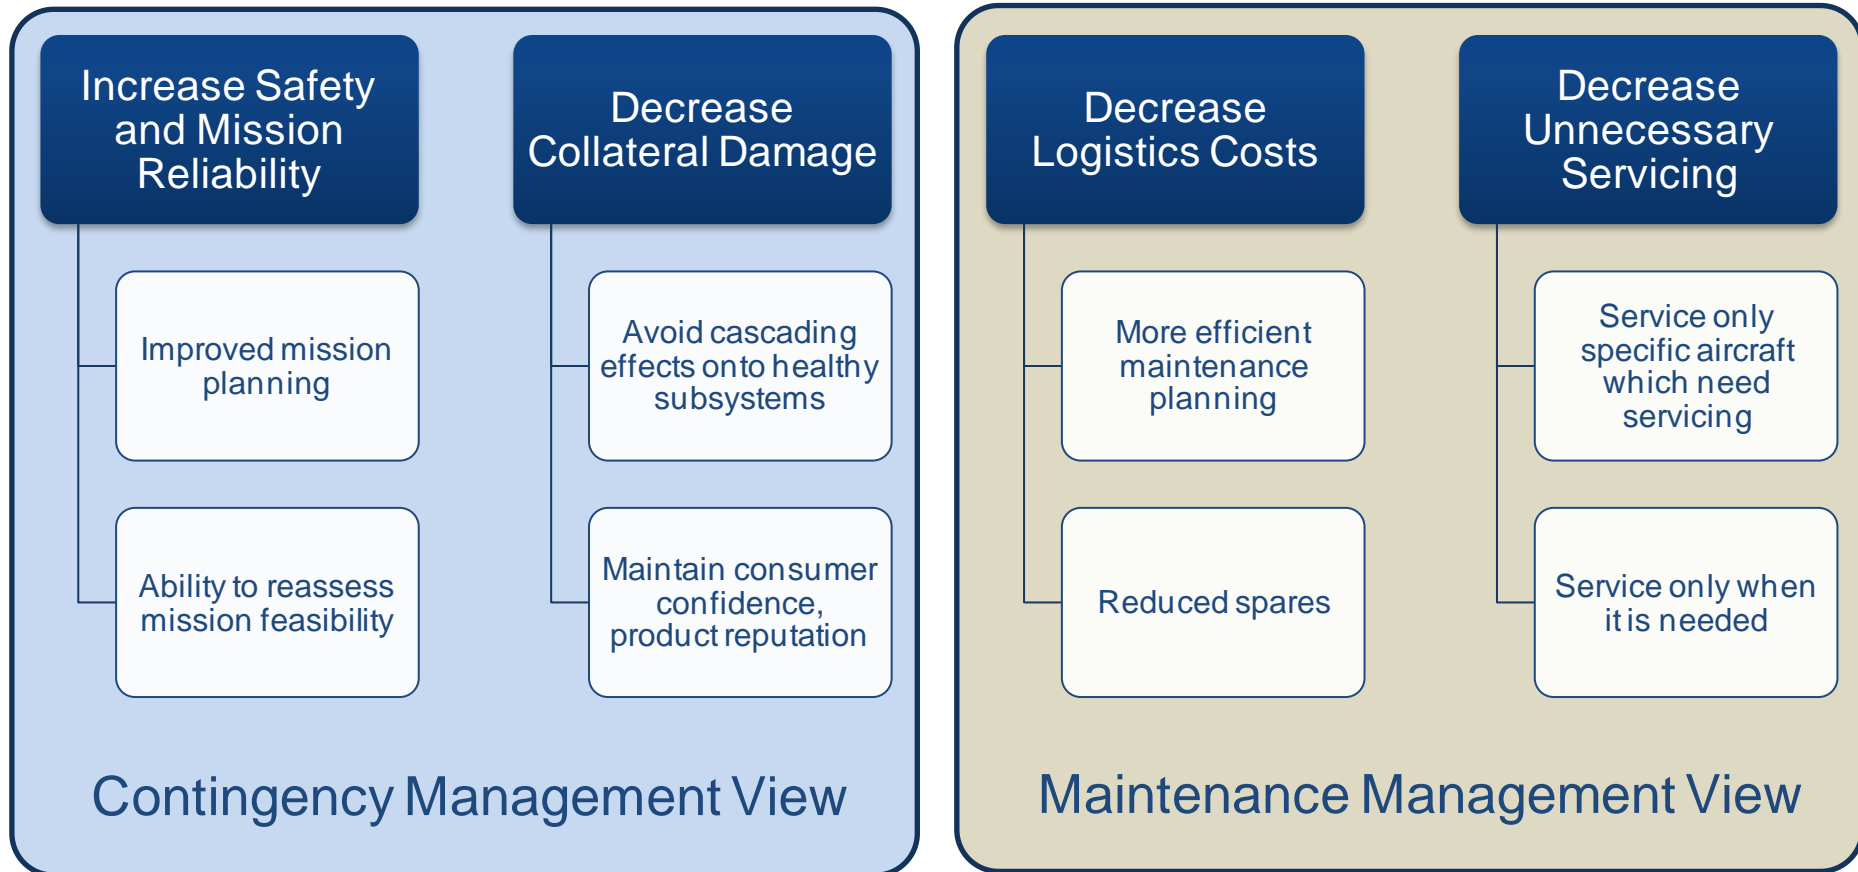 Increase Safety
and Mission
Reliability
Improved mission
planning
Ability to reassess
mission feasibility
Decrease
Collateral Damage
Avoid cascading
effects onto healthy
subsystems
Maintain consumer
confidence,
product reputation
Contingency Management View
Decrease
Logistics Costs
More efficient
maintenance
planning
Reduced spares
Decrease
Unnecessary
Servicing
Service only
specific aircraft
which need
servicing
Service only when
it is needed
Maintenance Management View